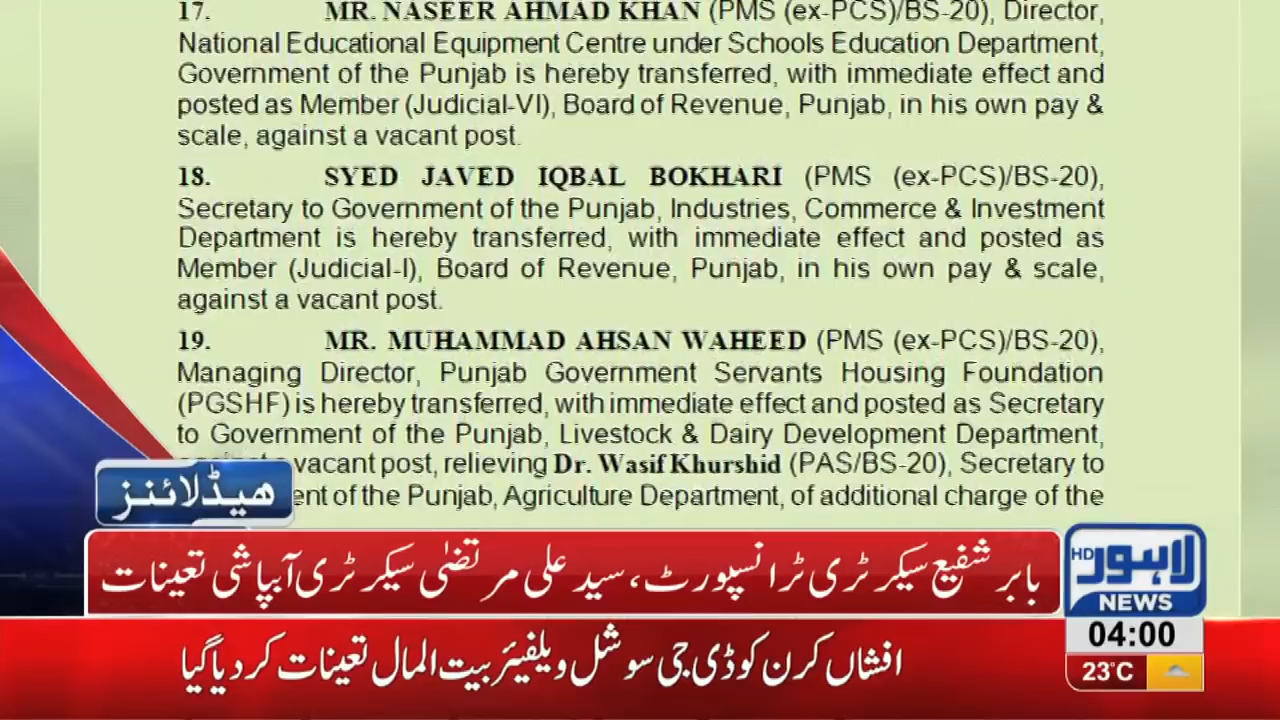 17. MR. NASEER AHMAD KHAN (PMS (ex-PCS)/BS-20), Director,
National Educational Equipment Centre under Schools Education Department,
Government of the Punjab is hereby transferred, with immediate effect and
posted as Member (Judicial-VI), Board of Revenue, Punjab, in his own pay &
scale, against a vacant post.
18. SYED JAVED IQBAL BOKHARI (PMS (ex-PCS)/BS-20),
Secretary to Government of the Punjab, Industries, Commerce & Investment
Department is hereby transferred, with immediate effect and posted as
Member (Judicial-I), Board of Revenue, Punjab, in his own pay & scale,
against a vacant post.
19. MR. MUHAMMAD AHSAN WAHEED (PMS (ex-PCS)/BS-20),
Managing Director, Punjab Government Servants Housing Foundation
(PGSHF) is hereby transferred, with immediate effect and posted as Secretary
to Government of the Punjab, Livestock & Dairy Development Department,
vacant post, relieving Dr. Wasif Khurshid (PAS/BS-20), Secretary to
ent of the Punjab, Agriculture Department, of additional charge of the
ہیڈلائنز
بابر شفیع سیکرٹری ٹرانسپورٹ، سید علی مرتضیٰ سیکرٹری آبپاشی تعینات
افشاں کرن کو ڈی جی سوشل ویلفیئر بیت المال تعینات کر دیا گیا
لاہور HD
NEWS
04:00
23°C